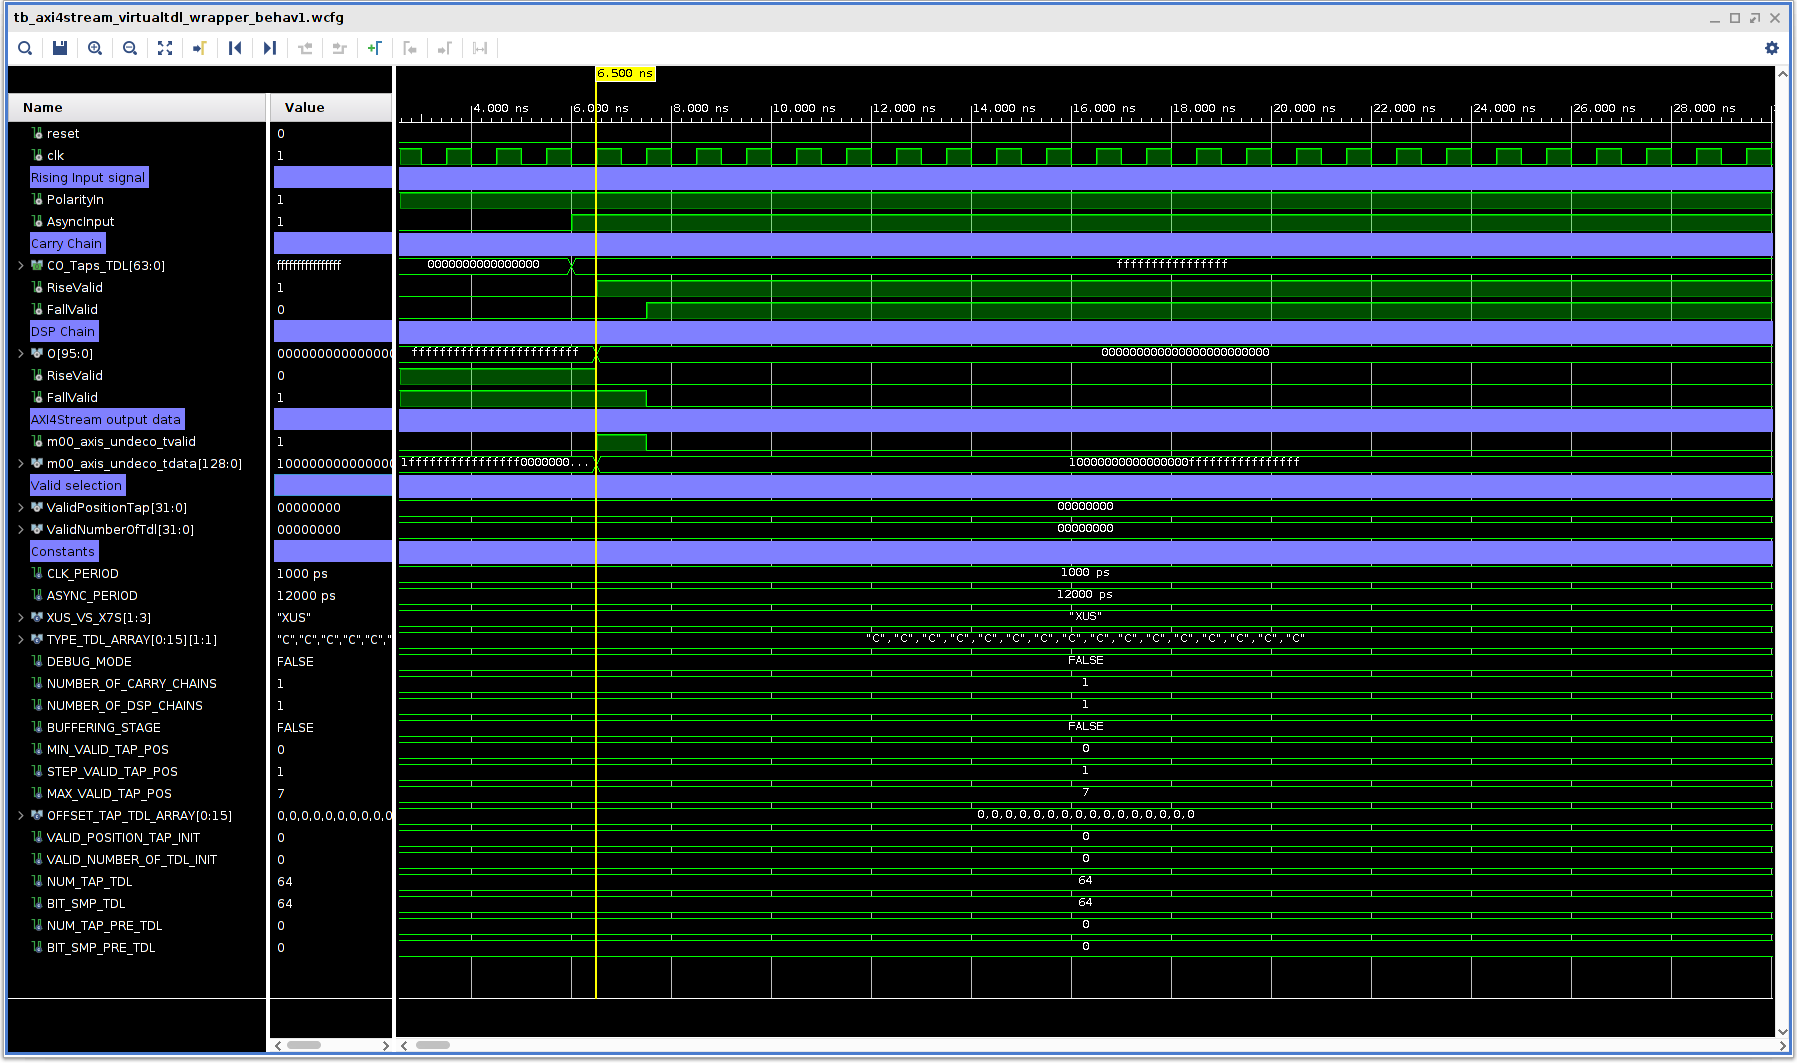 tb_axi4stream_virtualtdl_wrapper_behav1.wcfg
6.500 ns
Name Value 4.000 ns 6.000 ns 8.000 ns 10.000 ns 12.000 ns 14.000 ns 16.000 ns 18.000 ns 20.000 ns 22.000 ns 24.000 ns 26.000 ns 28.000 ns
reset 0
clk 1
Rising Input signal
PolarityIn 1
AsyncInput 1
Carry Chain
CO_Taps_TDL[63:0] ffffffffffffffff 0000000000000000 ffffffffffffffff
RiseValid 1
FallValid 0
DSP Chain
O[95:0] 000000000000000 ffffffffffffffffffffffff 000000000000000000000000
RiseValid 0
FallValid 1
AXI4Stream output data
m00_axis_undeco_tvalid 1
m00_axis_undeco_tdata[128:0] 100000000000000 1ffffffffffffffff0000000... 10000000000000000ffffffffffffffff
Valid selection
ValidPositionTap[31:0] 00000000 00000000
ValidNumberOfTdl[31:0] 00000000 00000000
Constants
CLK_PERIOD 1000 ps 1000 ps
ASYNC_PERIOD 12000 ps 12000 ps
XUS_VS_X7S[1:3] "XUS" "XUS"
TYPE_TDL_ARRAY[0:15][1:1] "C","C","C","C","C"," "C","C","C","C","C","C","C","C","C","C","C","C","C","C","C","C"
DEBUG_MODE FALSE FALSE
NUMBER_OF_CARRY_CHAINS 1 1
NUMBER_OF_DSP_CHAINS 1 1
BUFFERING_STAGE FALSE FALSE
MIN_VALID_TAP_POS 0 0
STEP_VALID_TAP_POS 1 1
MAX_VALID_TAP_POS 7 7
OFFSET_TAP_TDL_ARRAY[0:15] 0,0,0,0,0,0,0,0,0,0 0,0,0,0,0,0,0,0,0,0,0,0,0,0,0,0
VALID_POSITION_TAP_INIT 0 0
VALID_NUMBER_OF_TDL_INIT 0 0
NUM_TAP_TDL 64 64
BIT_SMP_TDL 64 64
NUM_TAP_PRE_TDL 0 0
BIT_SMP_PRE_TDL 0 0